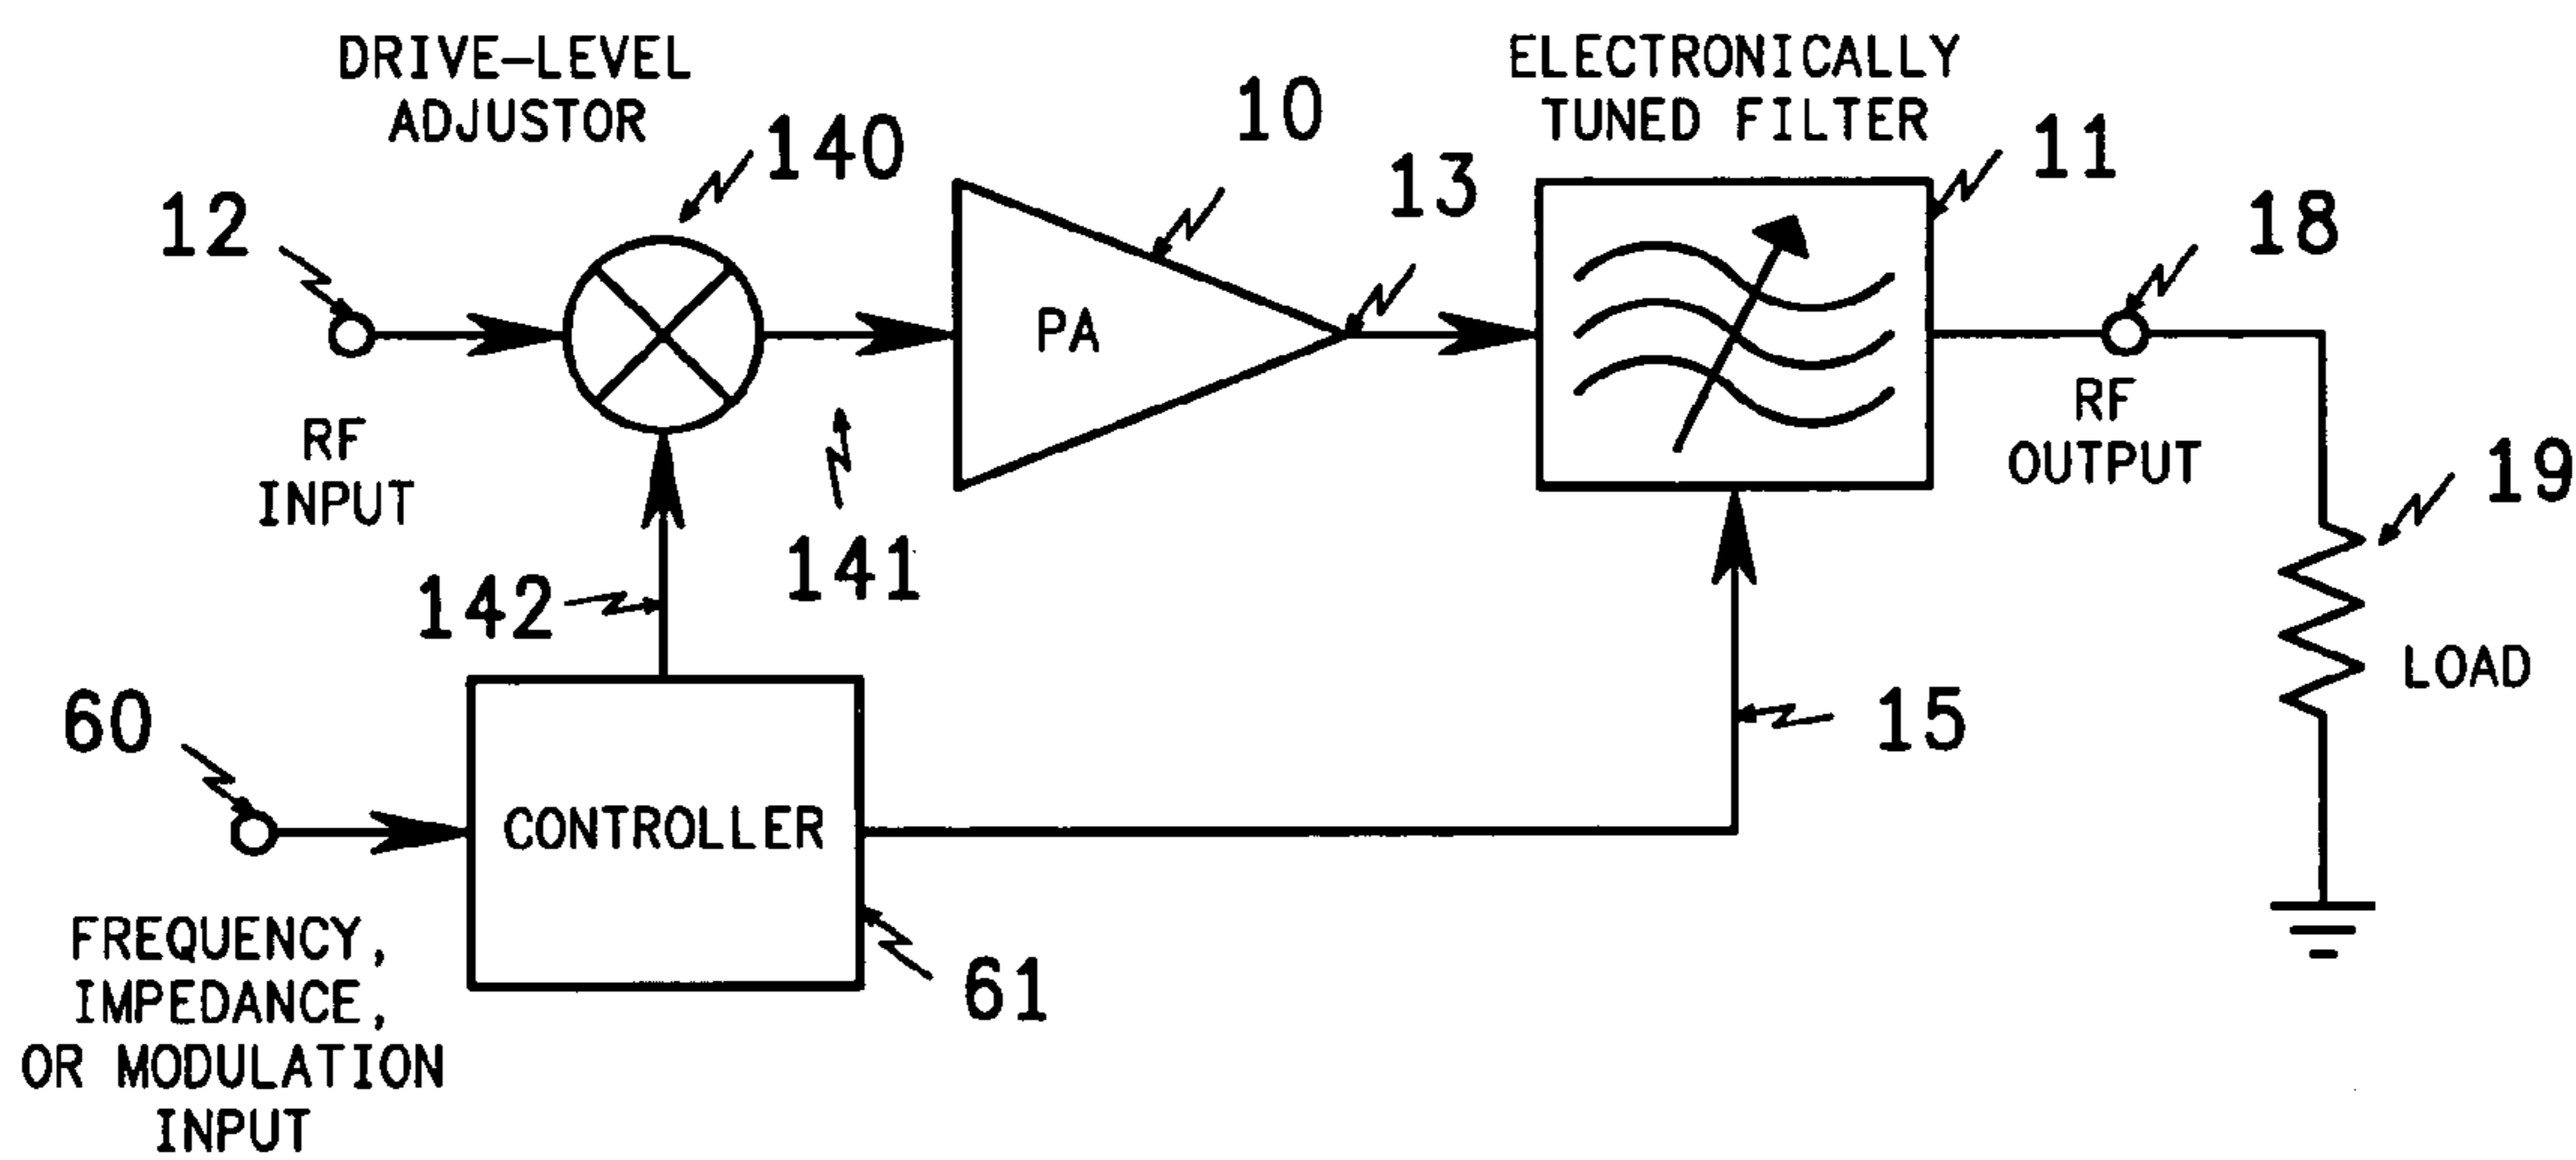 DRIVE-LEVEL
ADJUSTOR
140
12
RF
INPUT
142
141
10
PA
13
ELECTRONICALLY
TUNED FILTER
11
18
RF
OUTPUT
19
LOAD
15
60
CONTROLLER
61
FREQUENCY,
IMPEDANCE,
OR MODULATION
INPUT